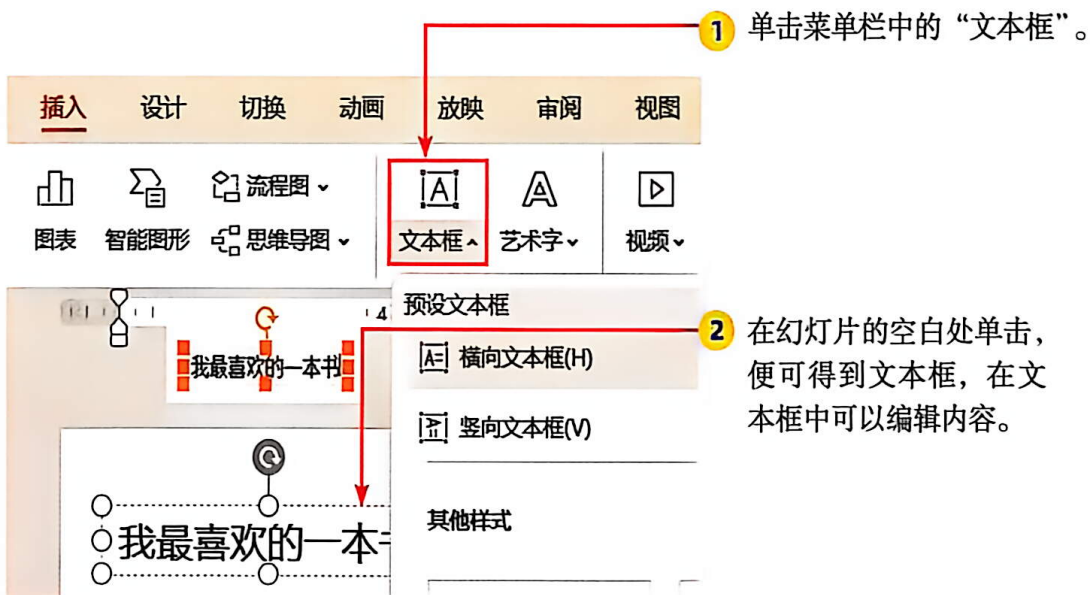 1 单击菜单栏中的“文本框”。
插入 设计 切换 动画 放映 审阅 视图
图表 智能图形 流程图 思维导图 文本框 艺术字 视频
4
预设文本框
我最喜欢的一本书
横向文本框(H)
2 在幻灯片的空白处单击，
便可得到文本框，在文
本框中可以编辑内容。
竖向文本框(V)
其他样式
我最喜欢的一本